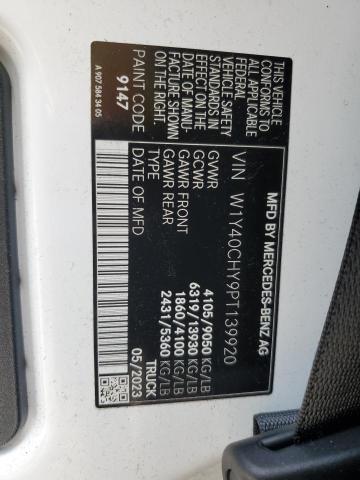 MFD BY MERCEDES-BENZ AG
VIN W1Y40CHY9PT139920
GVWR 4105/9050 KG/LB
GCWR 6319/13930 KG/LB
GAWR FRONT 1860/4100 KG/LB
GAWR REAR 2431/5360 KG/LB
TYPE TRUCK
DATE OF MFD 05/2023
THIS VEHICLE
CONFORMS TO
ALL APPLICABLE
FEDERAL MOTOR
VEHICLE SAFETY
STANDARDS IN
EFFECT ON THE
DATE OF MANU-
FACTURE SHOWN
ON THE RIGHT.
PAINT CODE
9147
A 907 584 34 05